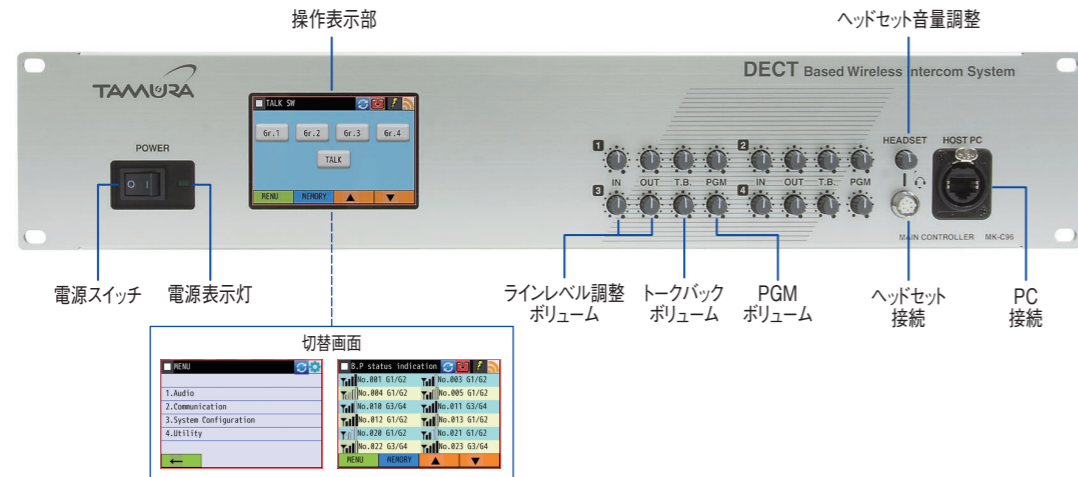 操作表示部
ヘッドセット音量調整
TAMURA
DECT Based Wireless Intercom System
POWER
TALK SW
Gr.1 Gr.2 Gr.3 Gr.4
TALK
MENU MEMORY ▲ ▼
HEADSET HOST PC
1 2
IN OUT T.B. PGM IN OUT T.B. PGM
3 4
MAIN CONTROLLER MK-C96
電源スイッチ
電源表示灯
ラインレベル調整
ボリューム
トークバック
ボリューム
PGM
ボリューム
ヘッドセット
接続
PC
接続
切替画面
MENU
1.Audio
2.Communication
3.System Configuration
4.Utility
←
B.P status indication
No.001 G1/G2 No.003 G1/G2
No.004 G1/G2 No.005 G1/G2
No.010 G3/G4 No.011 G3/G4
No.012 G1/G2 No.013 G1/G2
No.020 G1/G2 No.021 G1/G2
No.022 G3/G4 No.023 G3/G4
MENU MEMORY ▲ ▼